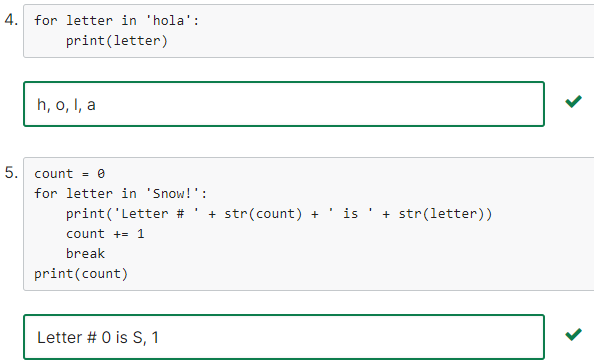 4. for letter in 'hola':
    print(letter)
h, o, l, a
5. count = 0
for letter in 'Snow!':
    print('Letter # ' + str(count) + ' is ' + str(letter))
    count += 1
    break
print(count)
Letter # 0 is S, 1